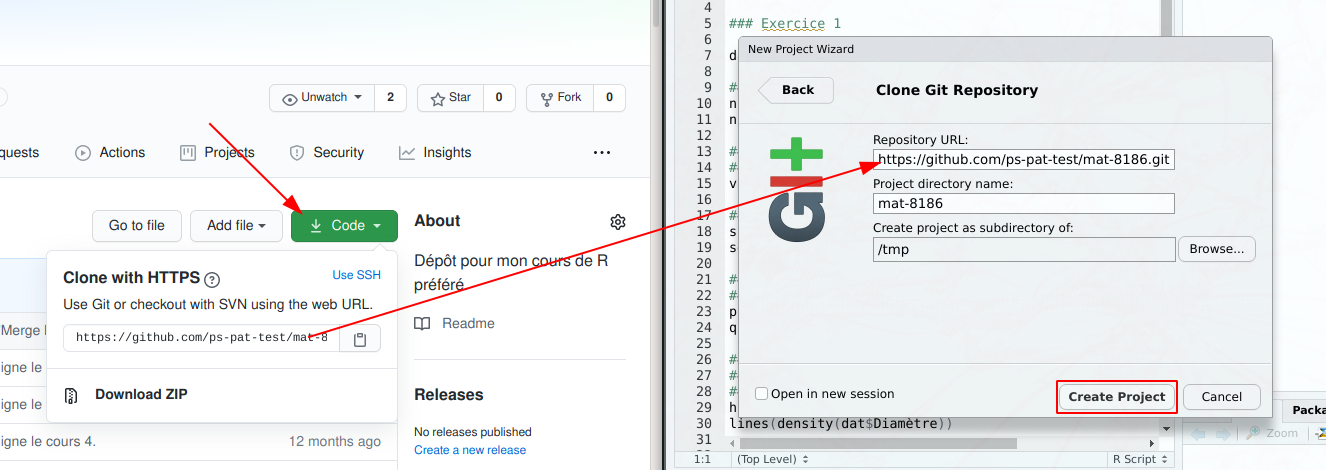 Unwatch 2
Star 0
Fork 0
quests
Actions
Projects
Security
Insights
...
Go to file
Add file
Code
About
Clone with HTTPS ?
Use SSH
Use Git or checkout with SVN using the web URL.
https://github.com/ps-pat-test/mat-8
Download ZIP
Dépôt pour mon cours de R
préféré.
Readme
Releases
No releases published
Create a new release
Merge
igne le
igne le
igne le cours 4.
12 months ago
4
5 ### Exercice 1
6
7 d
8
9 #
10 n
11 n
12
13 #
14 #
15 v
16
17 #
18 s
19 s
20
21 #
22 #
23 p
24 q
25
26 #
27 #
28 #
29 h
30 lines(density(dat$Diamètre))
31
1:1 (Top Level)
R Script
New Project Wizard
Back
Clone Git Repository
GIT
Repository URL:
https://github.com/ps-pat-test/mat-8186.git
Project directory name:
mat-8186
Create project as subdirectory of:
/tmp
Browse...
Open in new session
Create Project
Cancel
Packa
Zoom